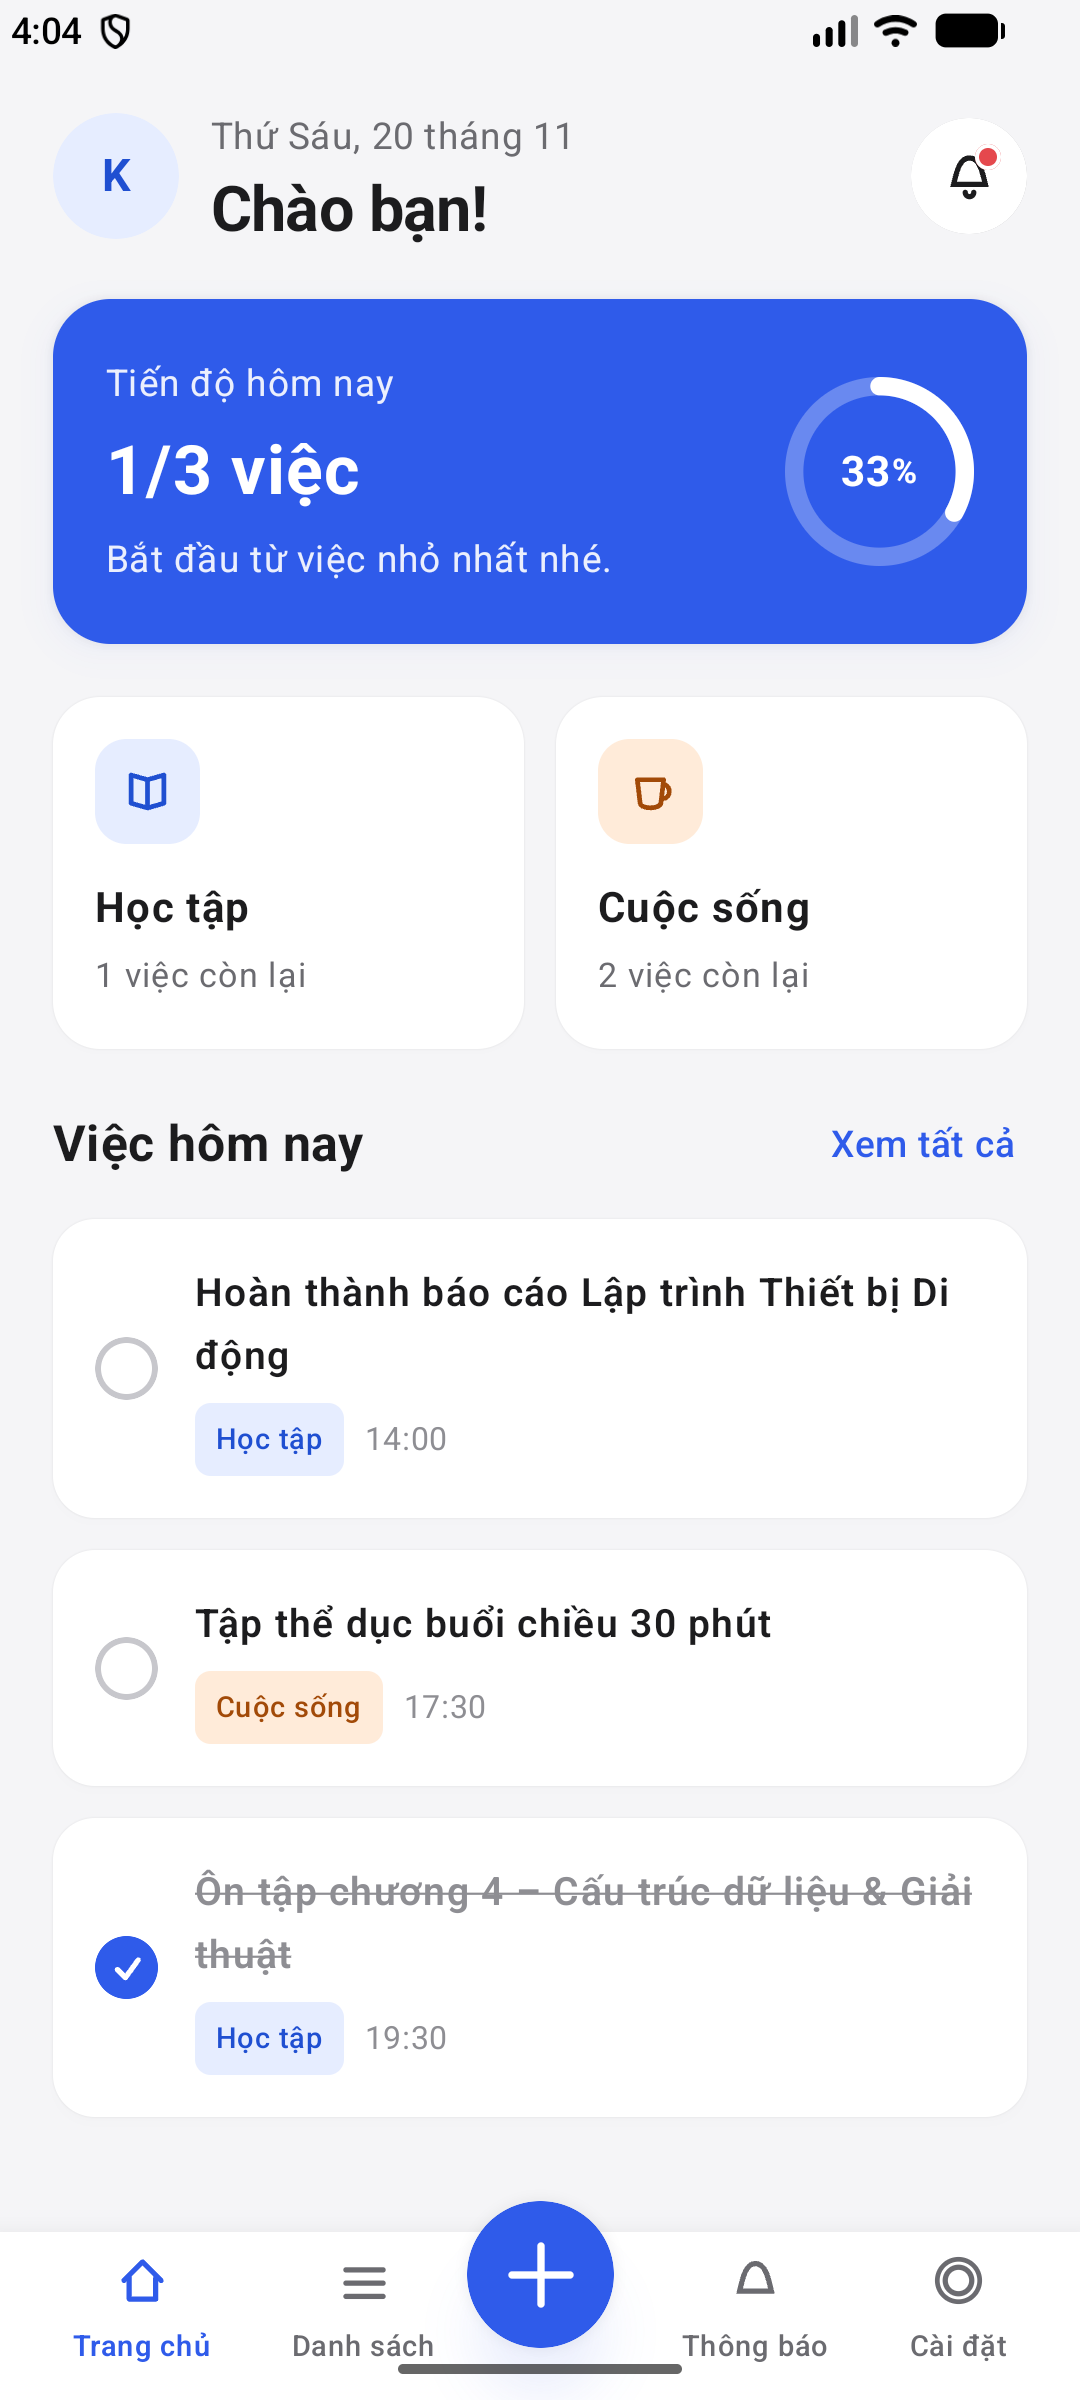 4:04
K
Thứ Sáu, 20 tháng 11
Chào bạn!
Tiến độ hôm nay
1/3 việc
Bắt đầu từ việc nhỏ nhất nhé.
33%
Học tập
1 việc còn lại
Cuộc sống
2 việc còn lại
Việc hôm nay
Xem tất cả
Hoàn thành báo cáo Lập trình Thiết bị Di
động
Học tập 14:00
Tập thể dục buổi chiều 30 phút
Cuộc sống 17:30
Ôn tập chương 4 – Cấu trúc dữ liệu & Giải
thuật
Học tập 19:30
Trang chủ
Danh sách
Thông báo
Cài đặt